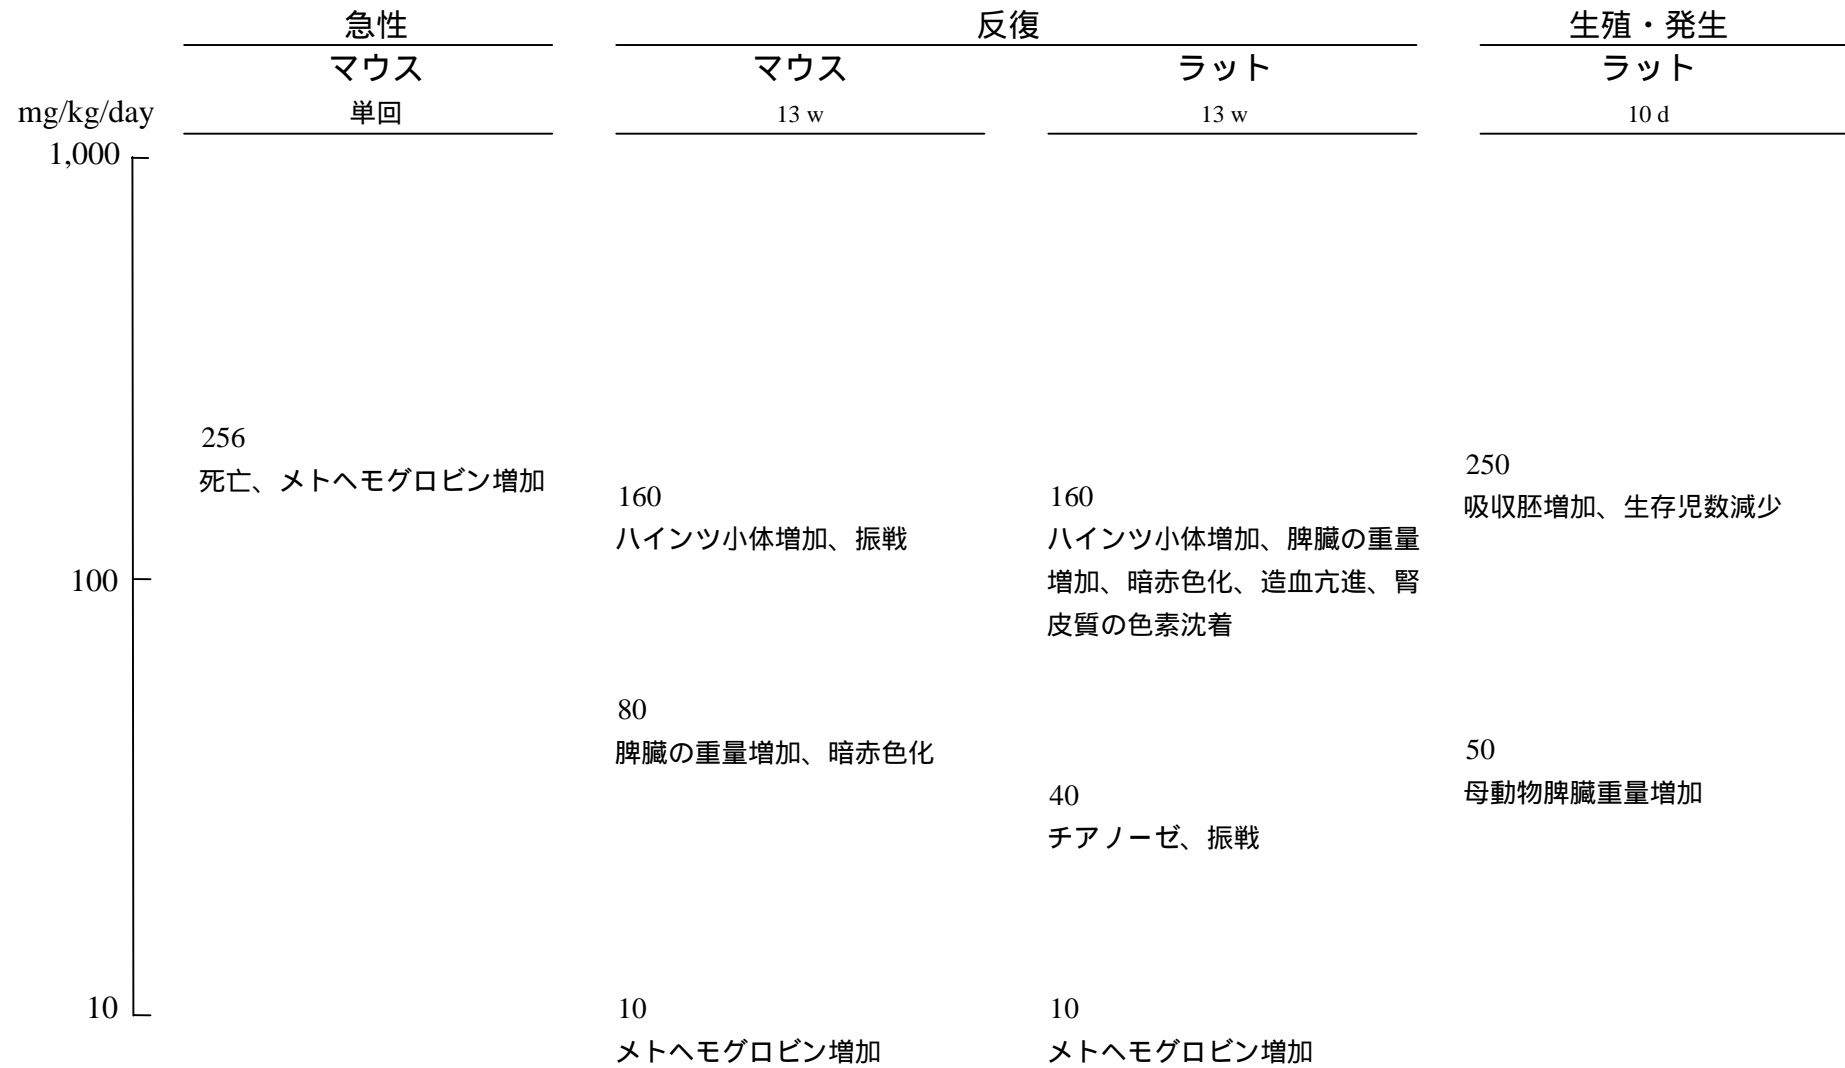 急性
反復
生殖・発生
マウス
マウス
ラット
ラット
mg/kg/day
単回
13 w
13 w
10 d
1,000
100
10
256
死亡、メトヘモグロビン増加
160
ハインツ小体増加、振戦
80
脾臓の重量増加、暗赤色化
10
メトヘモグロビン増加
160
ハインツ小体増加、脾臓の重量
増加、暗赤色化、造血亢進、腎
皮質の色素沈着
40
チアノーゼ、振戦
10
メトヘモグロビン増加
250
吸収胚増加、生存児数減少
50
母動物脾臓重量増加